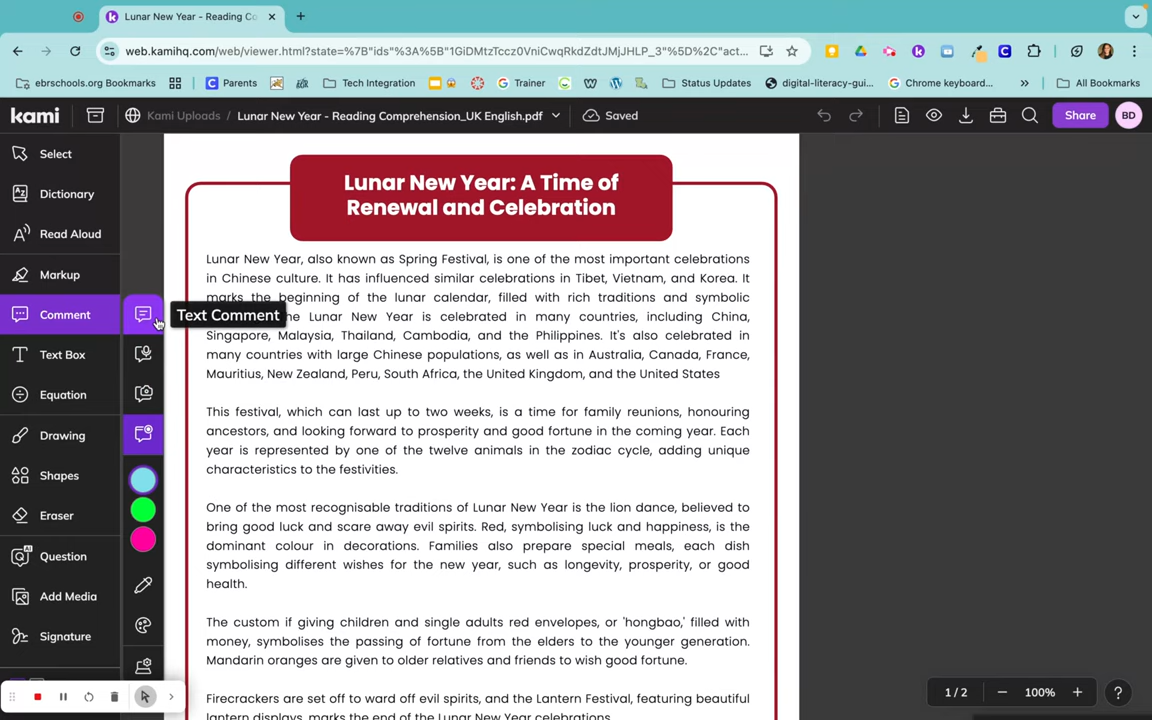 Lunar New Year - Reading Co
web.kamihq.com/web/viewer.html?state=%7B"ids"%3A%5B"1GiDMtzTccz0VniCwqRkdZdtJMjJHLP_3"%5D%2C"act...
ebrschools.org Bookmarks
Parents
Tech Integration
Trainer
Status Updates
digital-literacy-gui...
Chrome keyboard...
All Bookmarks
kami
Kami Uploads / Lunar New Year - Reading Comprehension_UK English.pdf
Saved
Share
BD
Select
Dictionary
Read Aloud
Markup
Comment
Text Box
Equation
Drawing
Shapes
Eraser
Question
Add Media
Signature
Text Comment
Lunar New Year: A Time of
Renewal and Celebration
Lunar New Year, also known as Spring Festival, is one of the most important celebrations
in Chinese culture. It has influenced similar celebrations in Tibet, Vietnam, and Korea. It
marks the beginning of the lunar calendar, filled with rich traditions and symbolic
he Lunar New Year is celebrated in many countries, including China,
Singapore, Malaysia, Thailand, Cambodia, and the Philippines. It's also celebrated in
many countries with large Chinese populations, as well as in Australia, Canada, France,
Mauritius, New Zealand, Peru, South Africa, the United Kingdom, and the United States
This festival, which can last up to two weeks, is a time for family reunions, honouring
ancestors, and looking forward to prosperity and good fortune in the coming year. Each
year is represented by one of the twelve animals in the zodiac cycle, adding unique
characteristics to the festivities.
One of the most recognisable traditions of Lunar New Year is the lion dance, believed to
bring good luck and scare away evil spirits. Red, symbolising luck and happiness, is the
dominant colour in decorations. Families also prepare special meals, each dish
symbolising different wishes for the new year, such as longevity, prosperity, or good
health.
The custom if giving children and single adults red envelopes, or 'hongbao,' filled with
money, symbolises the passing of fortune from the elders to the younger generation.
Mandarin oranges are given to older relatives and friends to wish good fortune.
Firecrackers are set off to ward off evil spirits, and the Lantern Festival, featuring beautiful
lantern displays, marks the end of the Lunar New Year celebrations.
1 / 2
100%